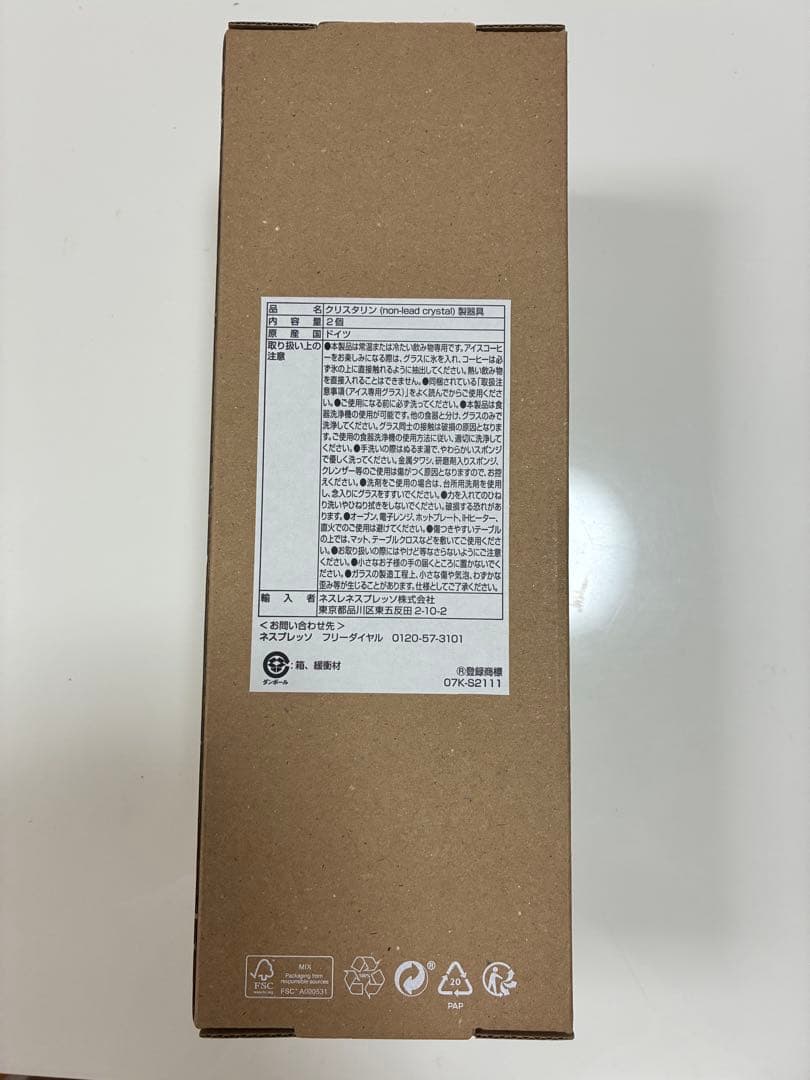 品名 クリスタリン (non-lead crystal) 製器具
内容量 2個
原産国 ドイツ
取り扱い上の注意 ●本製品は常温または冷たい飲み物専用です。アイスコーヒ
ーをお楽しみになる際は、グラスに氷を入れ、コーヒーは必
ず氷の上に直接触れるように抽出してください。熱い飲み物
を直接入れることはできません。●同梱されている「取扱注
意事項(アイス専用グラス)」をよく読んでからご使用くださ
い。●ご使用になる前に必ず洗ってください。●本製品は食
器洗浄機の使用が可能です。他の食器と分け、グラスのみで
洗浄してください。グラス同士の接触は破損の原因となりま
す。ご使用の食器洗浄機の使用方法に従い、適切に洗浄して
ください。●手洗いの際はぬるま湯で、やわらかいスポンジ
で優しく洗ってください。金属タワシ、研磨剤入りスポンジ、
クレンザー等のご使用は傷がつく原因となりますので、お控
えください。●洗剤をご使用の場合は、台所用洗剤を使用
し、念入りにグラスをすすいでください。●力を入れてのひね
り洗いやひねり拭きをしないでください。破損する恐れがあ
ります。●オーブン、電子レンジ、ホットプレート、IHヒーター、
直火でのご使用は避けてください。●傷つきやすいテーブル
の上では、マット、テーブルクロスなどを敷いてご使用くださ
い。●お取り扱いの際にはやけど等なさらないようにご注意
ください。●小さなお子様の手の届くところに置かないでく
ださい。●ガラスの製造工程上、小さな傷や気泡、わずかな
歪み等が生じることがあります。仕様としてご了承ください。
輸入者 ネスレネスプレッソ株式会社
東京都品川区東五反田 2-10-2
<お問い合わせ先>
ネスプレッソ フリーダイヤル 0120-57-3101
ダンボール :箱、緩衝材
®登録商標
07K-S2111
FSC
www.fsc.org
MIX
Packaging from
responsible sources
FSC® A000531
100%
®
20
PAP